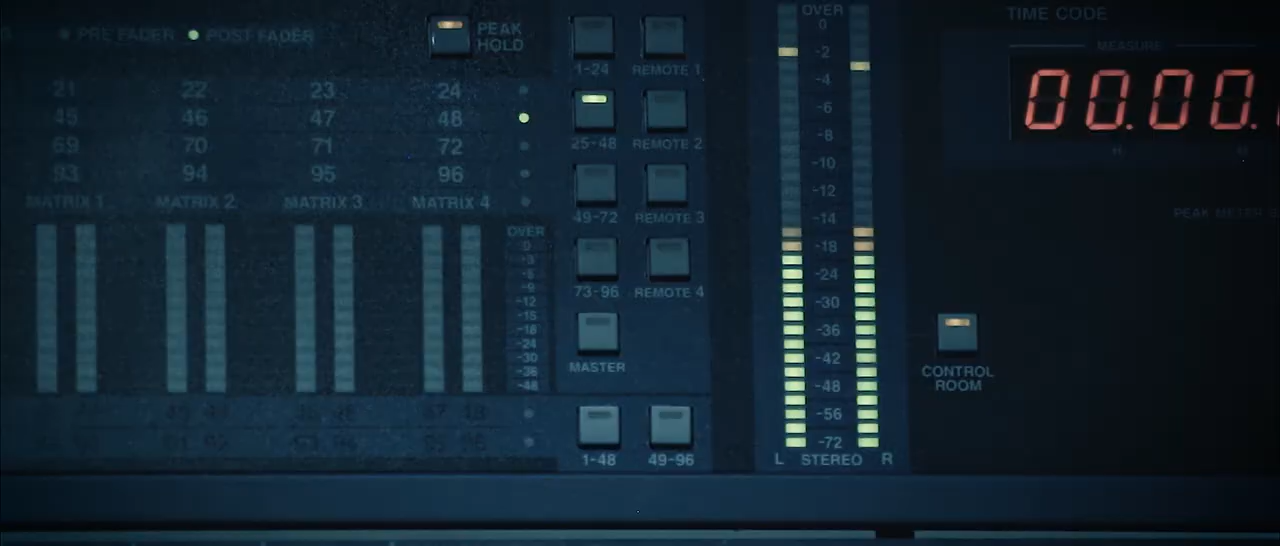 PRE FADER POST FADER
PEAK HOLD
21 22 23 24
45 46 47 48
69 70 71 72
93 94 95 96
MATRIX 1 MATRIX 2 MATRIX 3 MATRIX 4
OVER
0
-3
-6
-9
-12
-15
-18
-24
-30
-36
-48
1-24 REMOTE 1
25-48 REMOTE 2
49-72 REMOTE 3
73-96 REMOTE 4
MASTER
1-48 49-96
OVER
0
-2
-4
-6
-8
-10
-12
-14
-18
-24
-30
-36
-42
-48
-56
-72
L STEREO R
TIME CODE
MEASURE
00.00.
PEAK METER
CONTROL
ROOM